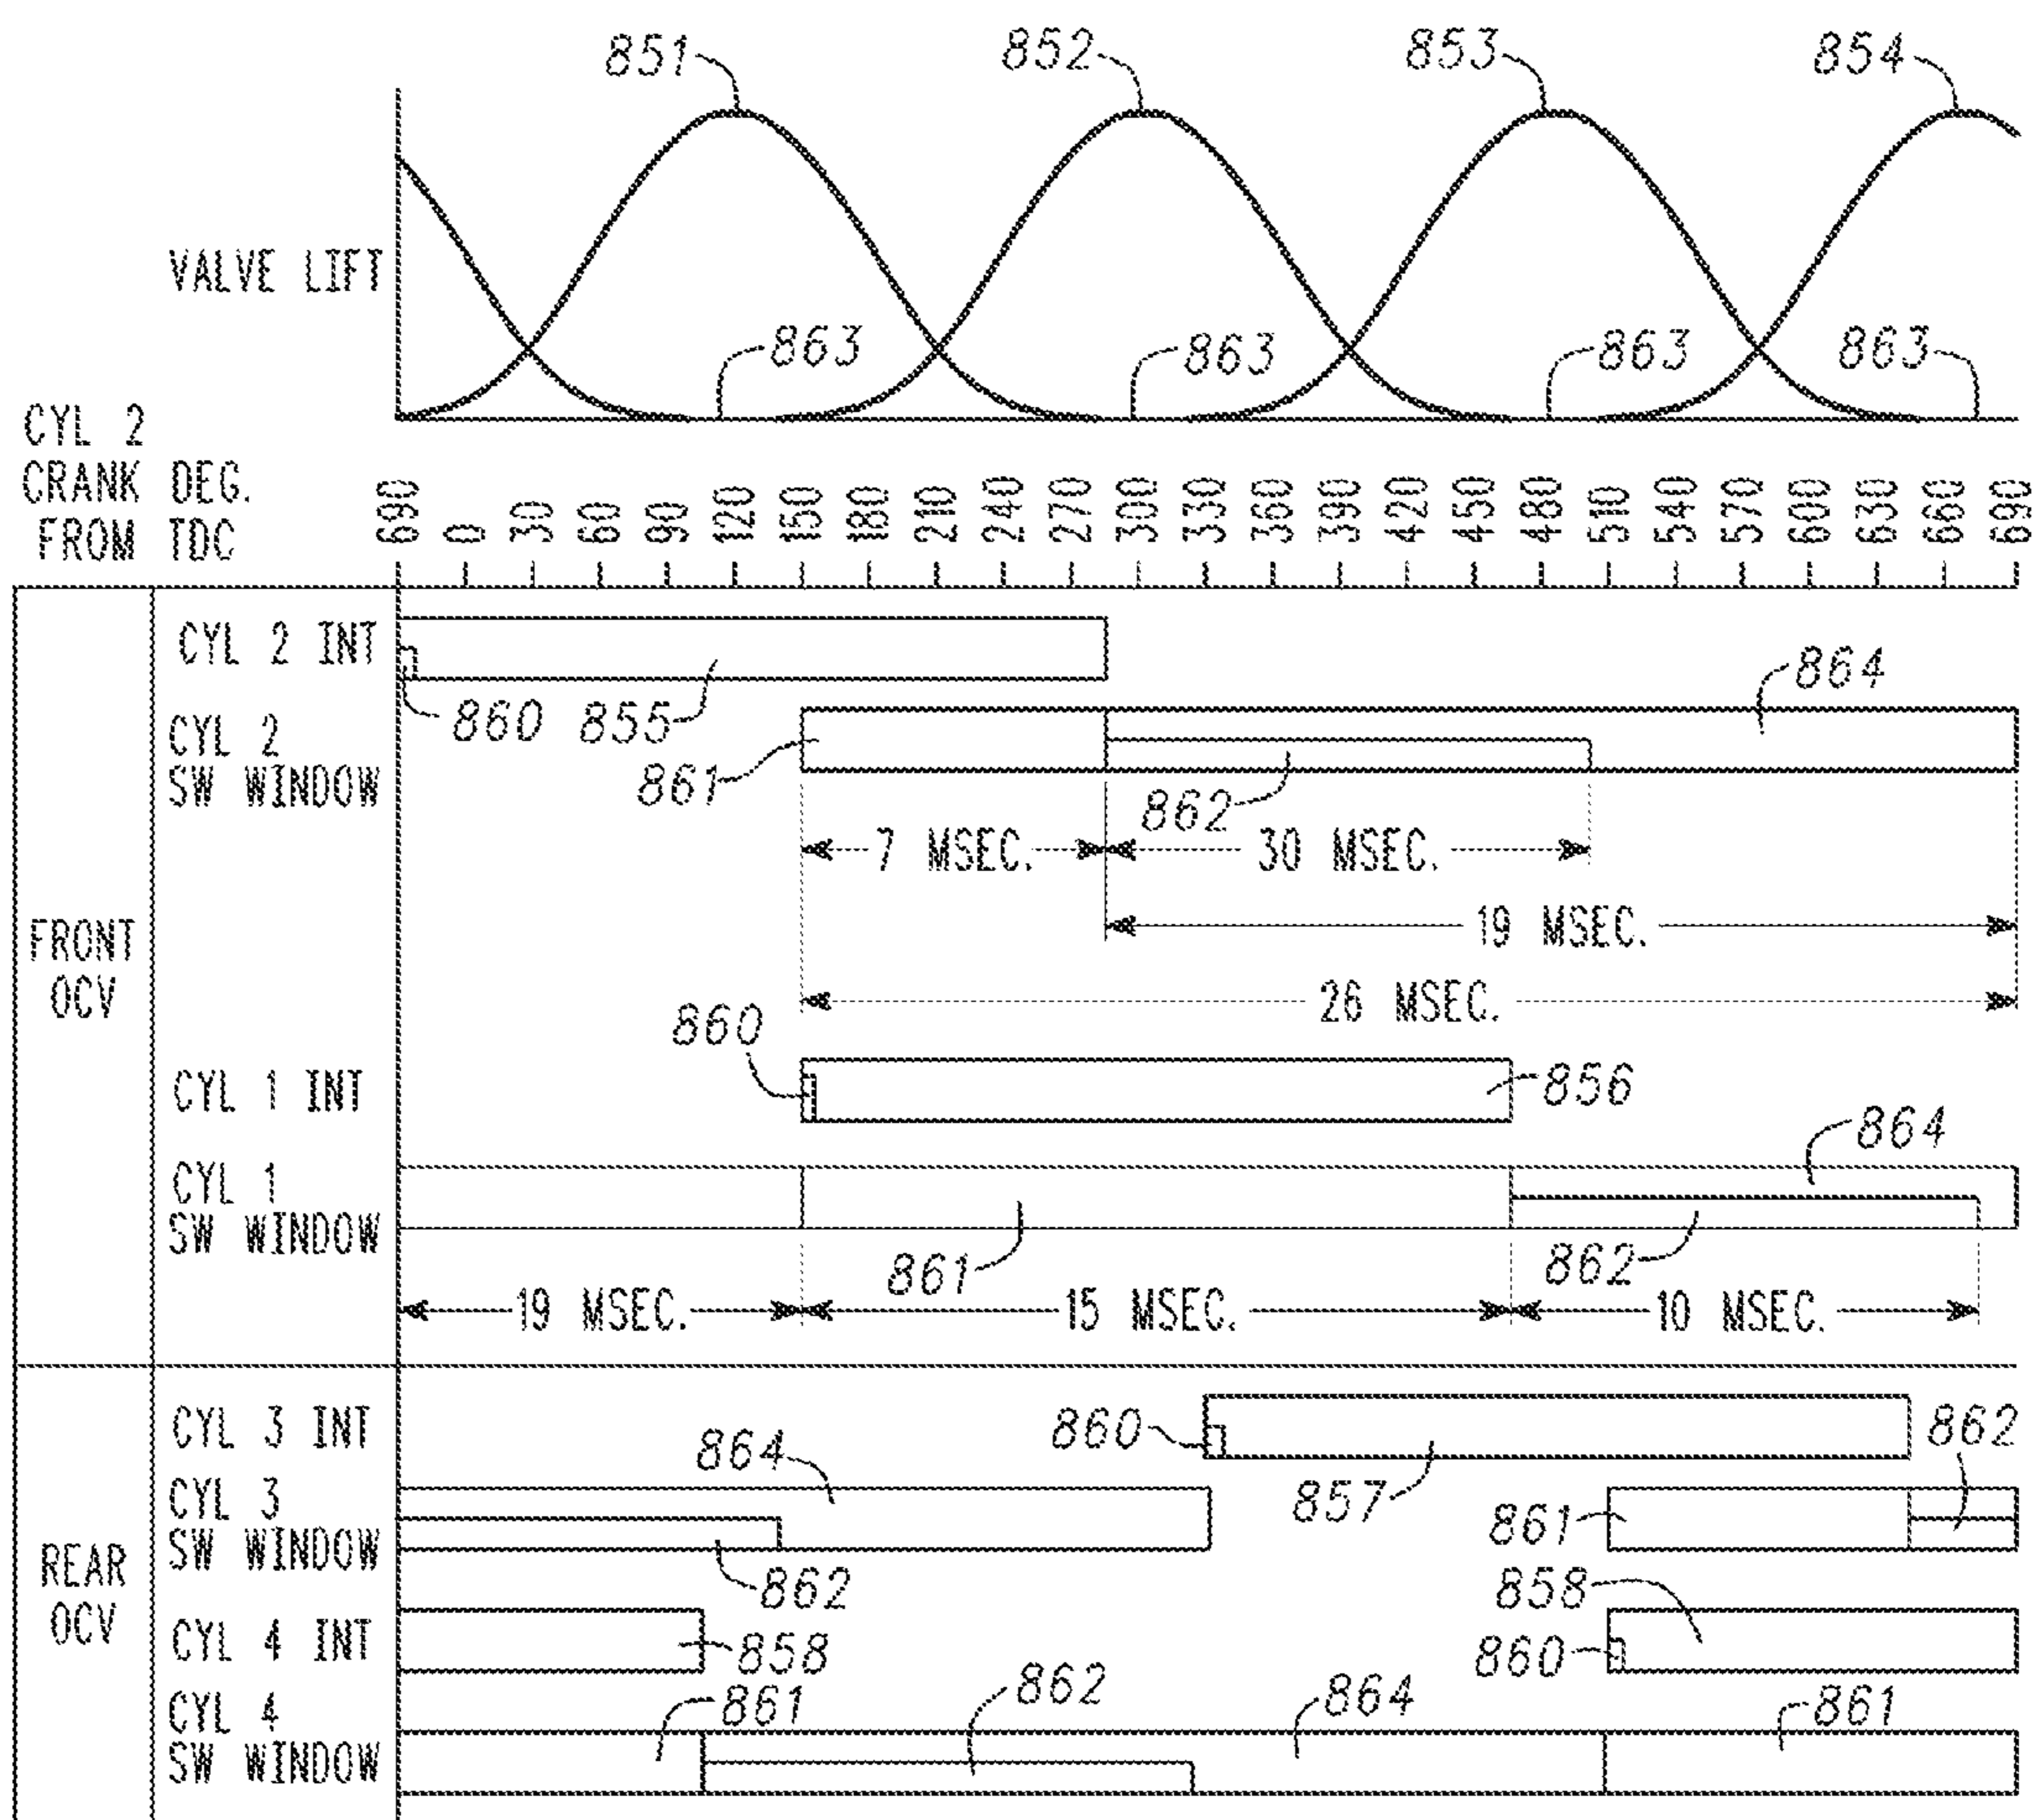 851 852 853 854
VALVE LIFT
863 863 863 863
CYL 2
CRANK DEG.
FROM TDC
690 0 30 60 90 120 150 180 210 240 270 300 330 360 390 420 450 480 510 540 570 600 630 660 690
FRONT
OCV
CYL 2 INT
860 855
864
CYL 2
SW WINDOW
861
862
7 MSEC. 30 MSEC.
19 MSEC.
26 MSEC.
860
CYL 1 INT
856
864
CYL 1
SW WINDOW
861
862
19 MSEC. 15 MSEC. 10 MSEC.
REAR
OCV
CYL 3 INT
860
857
862
864
CYL 3
SW WINDOW
862
861
858
CYL 4 INT
858
860
861 862 864 861
CYL 4
SW WINDOW